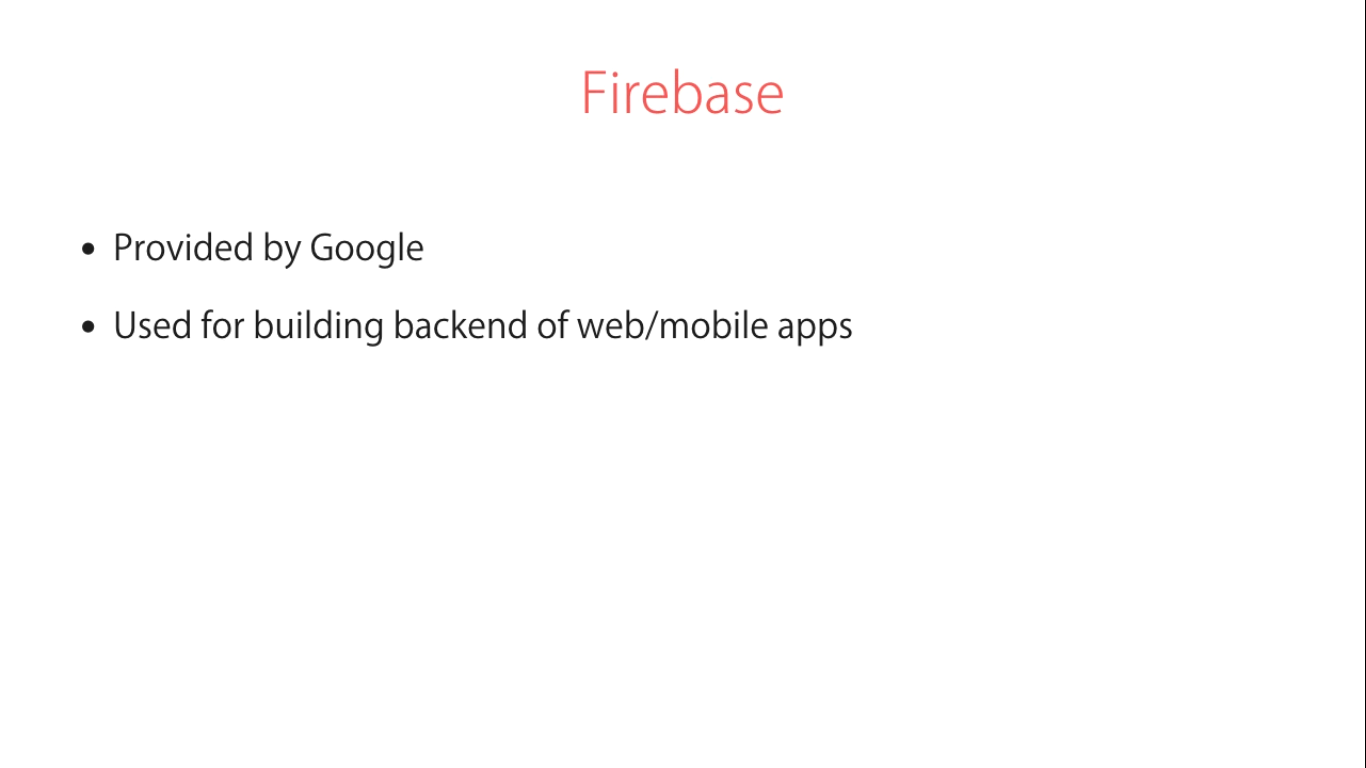 Firebase
• Provided by Google
• Used for building backend of web/mobile apps